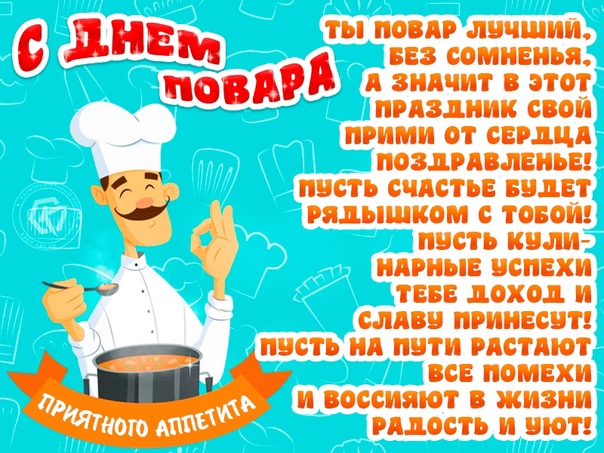 С ДНЕМ
ПОВАРА
ТЫ ПОВАР ЛУЧШИЙ,
БЕЗ СОМНЕНЬЯ,
А ЗНАЧИТ В ЭТОТ
ПРАЗДНИК СВОЙ
ПРИМИ ОТ СЕРДЦА
ПОЗДРАВЛЕНЬЕ!
ПУСТЬ СЧАСТЬЕ БУДЕТ
РЯДЫШКОМ С ТОБОЙ!
ПУСТЬ КУЛИ-
НАРНЫЕ УСПЕХИ
ТЕБЕ ДОХОД И
СЛАВУ ПРИНЕСУТ!
ПУСТЬ НА ПУТИ РАСТАЮТ
ВСЕ ПОМЕХИ
И ВОССИЯЮТ В ЖИЗНИ
РАДОСТЬ И УЮТ!
ПРИЯТНОГО АППЕТИТА